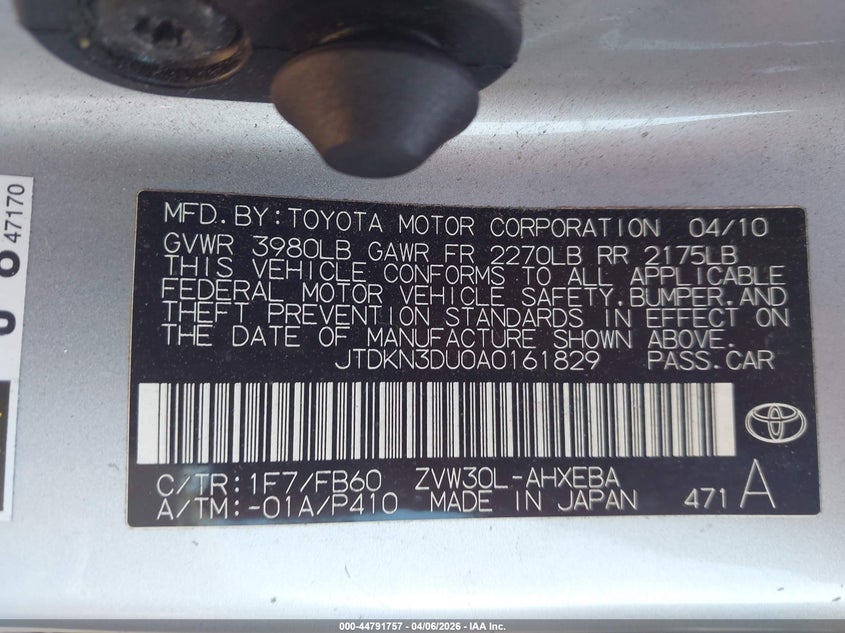 47170
MFD. BY: TOYOTA MOTOR CORPORATION 04/10
GVWR 3980LB GAWR FR 2270LB RR 2175LB
THIS VEHICLE CONFORMS TO ALL APPLICABLE
FEDERAL MOTOR VEHICLE SAFETY, BUMPER, AND
THEFT PREVENTION STANDARDS IN EFFECT ON
THE DATE OF MANUFACTURE SHOWN ABOVE.
JTDKN3DU0A0161829 PASS. CAR
C/TR: 1F7/FB60 ZVW30L-AHXEBA
A/TM: -01A/P410 MADE IN JAPAN 471 A
000-44791757 - 04/06/2026 - IAA Inc.